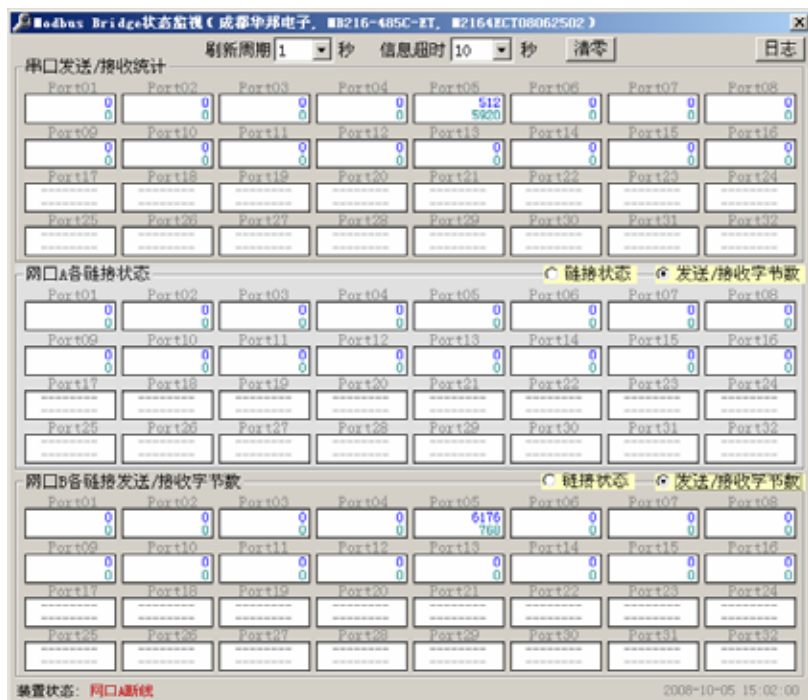 Modbus Bridge状态监视(成都华邦电子, MB216-485C-ET, M2164ECT08062502)
刷新周期 1 秒 信息超时 10 秒 清零 日志
串口发送/接收统计
Port01 Port02 Port03 Port04 Port05 Port06 Port07 Port08
0 0 0 0 512 0 0 0
0 0 0 0 5920 0 0 0
Port09 Port10 Port11 Port12 Port13 Port14 Port15 Port16
0 0 0 0 0 0 0 0
0 0 0 0 0 0 0 0
Port17 Port18 Port19 Port20 Port21 Port22 Port23 Port24
-------- -------- -------- -------- -------- -------- -------- --------
-------- -------- -------- -------- -------- -------- -------- --------
Port25 Port26 Port27 Port28 Port29 Port30 Port31 Port32
-------- -------- -------- -------- -------- -------- -------- --------
-------- -------- -------- -------- -------- -------- -------- --------
网口A各链接状态 链接状态 发送/接收字节数
Port01 Port02 Port03 Port04 Port05 Port06 Port07 Port08
0 0 0 0 0 0 0 0
0 0 0 0 0 0 0 0
Port09 Port10 Port11 Port12 Port13 Port14 Port15 Port16
0 0 0 0 0 0 0 0
0 0 0 0 0 0 0 0
Port17 Port18 Port19 Port20 Port21 Port22 Port23 Port24
-------- -------- -------- -------- -------- -------- -------- --------
-------- -------- -------- -------- -------- -------- -------- --------
Port25 Port26 Port27 Port28 Port29 Port30 Port31 Port32
-------- -------- -------- -------- -------- -------- -------- --------
-------- -------- -------- -------- -------- -------- -------- --------
网口B各链接发送/接收字节数 链接状态 发送/接收字节数
Port01 Port02 Port03 Port04 Port05 Port06 Port07 Port08
0 0 0 0 6176 0 0 0
0 0 0 0 768 0 0 0
Port09 Port10 Port11 Port12 Port13 Port14 Port15 Port16
0 0 0 0 0 0 0 0
0 0 0 0 0 0 0 0
Port17 Port18 Port19 Port20 Port21 Port22 Port23 Port24
-------- -------- -------- -------- -------- -------- -------- --------
-------- -------- -------- -------- -------- -------- -------- --------
Port25 Port26 Port27 Port28 Port29 Port30 Port31 Port32
-------- -------- -------- -------- -------- -------- -------- --------
-------- -------- -------- -------- -------- -------- -------- --------
装置状态: 网口A断线 2008-10-05 15:02:00